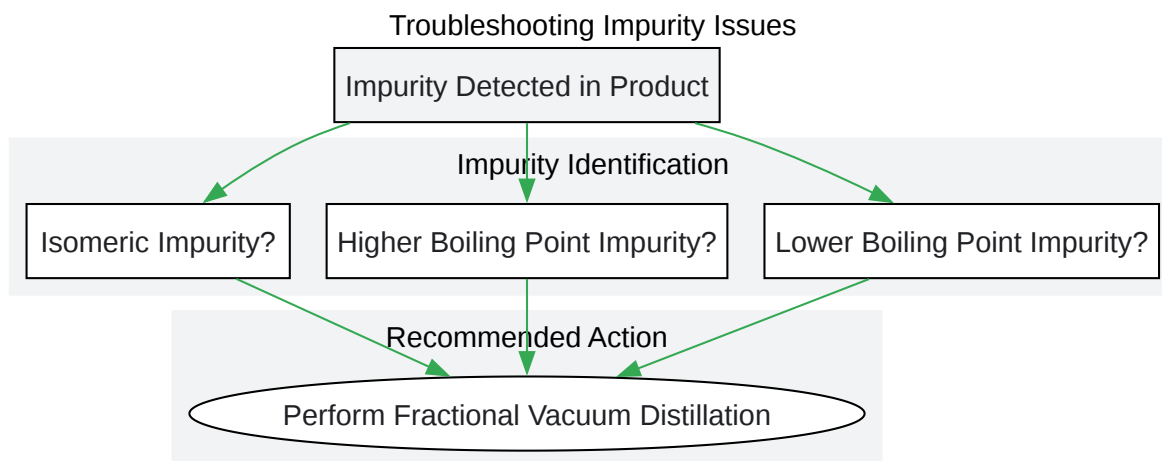 Troubleshooting Impurity Issues
Impurity Detected in Product
Impurity Identification
Isomeric Impurity?
Higher Boiling Point Impurity?
Lower Boiling Point Impurity?
Recommended Action
Perform Fractional Vacuum Distillation